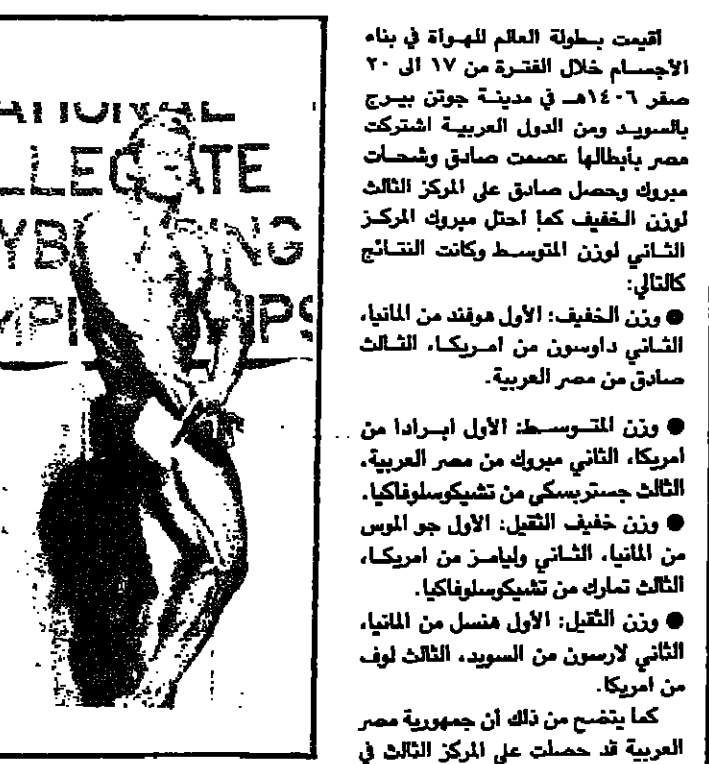 أقيمت بطولة العالم للهواة في بناء
الأجسام خلال الفترة من ١٧ الى ٢٠
صفر ١٤٠٦هـ في مدينة جوتن بيرج
بالسويد ومن الدول العربية اشتركت
مصر بأبطالها عصمت صادق وشحات
مبروك وحصل صادق على المركز الثالث
لوزن الخفيف كما احتل مبروك المركز
الثاني لوزن المتوسط وكانت النتائج
كالتالي:
● وزن الخفيف: الأول هوفند من المانيا،
الثاني داوسون من امريكا، الثالث
صادق من مصر العربية.
● وزن المتوسط: الأول ابرادا من
امريكا، الثاني مبروك من مصر العربية،
الثالث جستربسكي من تشيكوسلوفاكيا.
● وزن خفيف الثقيل: الأول جو الموس
من المانيا، الثاني وليامز من امريكا،
الثالث تمارك من تشيكوسلوفاكيا.
● وزن الثقيل: الأول هنسل من المانيا،
الثاني لارسون من السويد، الثالث لوف
من امريكا.
كما يتضح من ذلك أن جمهورية مصر
العربية قد حصلت على المركز الثالث في
ATIONAL
LLEGATE